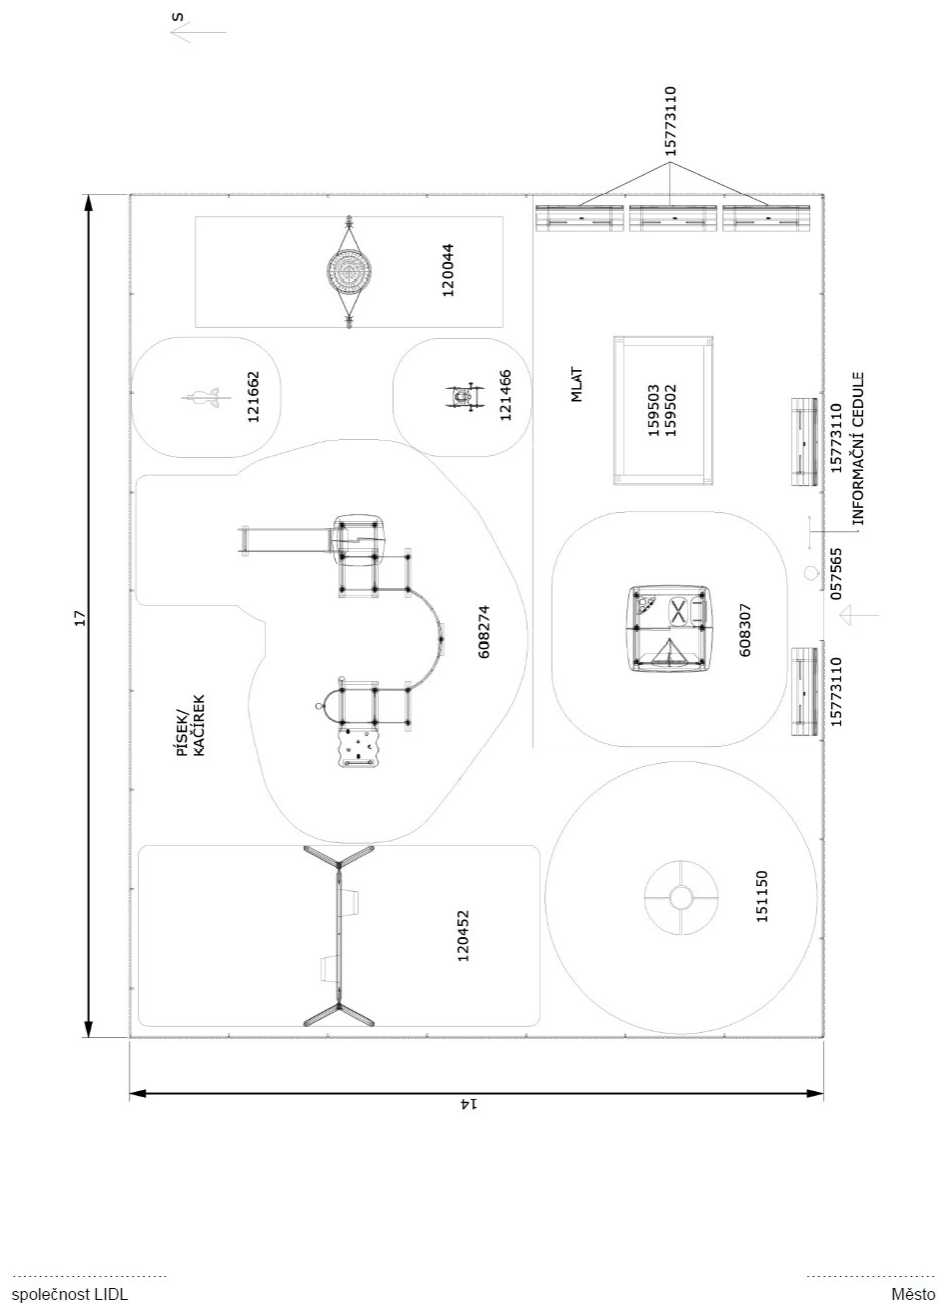 S
15773110
120044
121662
121466
MLAT
159503
159502
15773110
INFORMAČNÍ CEDULE
057565
17
608274
608307
PÍSEK/
KAČÍREK
15773110
120452
151150
14
společnost LIDL
Město